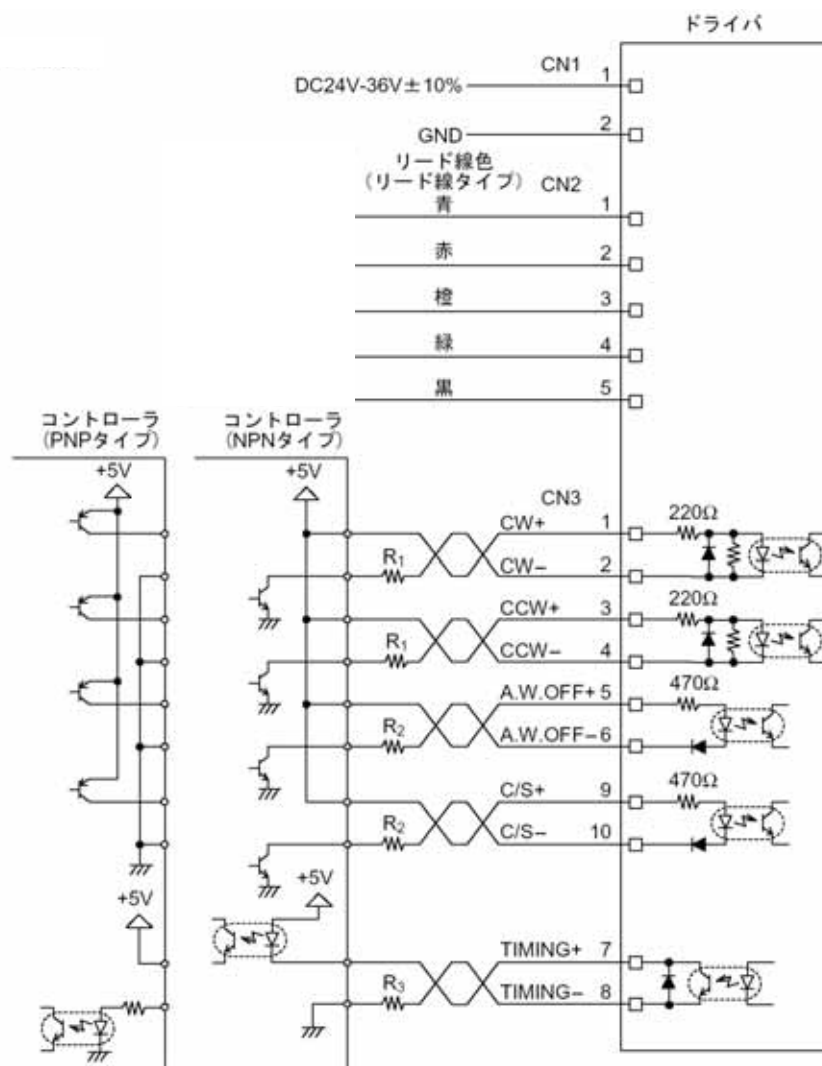 ドライバ
CN1
1
DC24V-36V±10%
2
GND
リード線色
(リード線タイプ)
CN2
青
1
赤
2
橙
3
緑
4
黒
5
コントローラ
(PNPタイプ)
コントローラ
(NPNタイプ)
+5V
+5V
CN3
CW+
1
220Ω
R1
CW−
2
CCW+
3
220Ω
R1
CCW−
4
A.W.OFF+
5
470Ω
R2
A.W.OFF−
6
C/S+
9
470Ω
R2
C/S−
10
+5V
+5V
TIMING+
7
R3
TIMING−
8